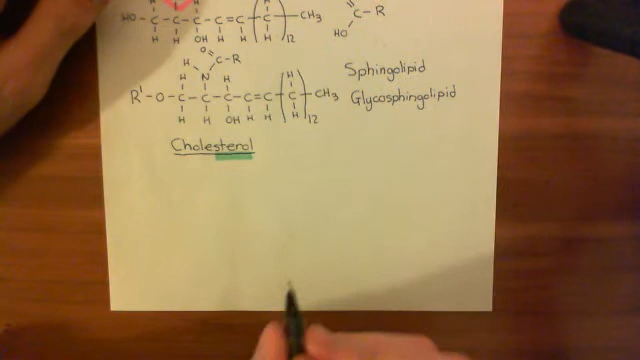 HO-C-C-C-C=C-(C)-CH3
H H OH H H H 12
C-R
HO
O
H C-R
H N H H
R'-O-C-C-C-C=C-(C)-CH3
H H OH H H H 12
Sphingolipid
Glycosphingolipid
Cholesterol